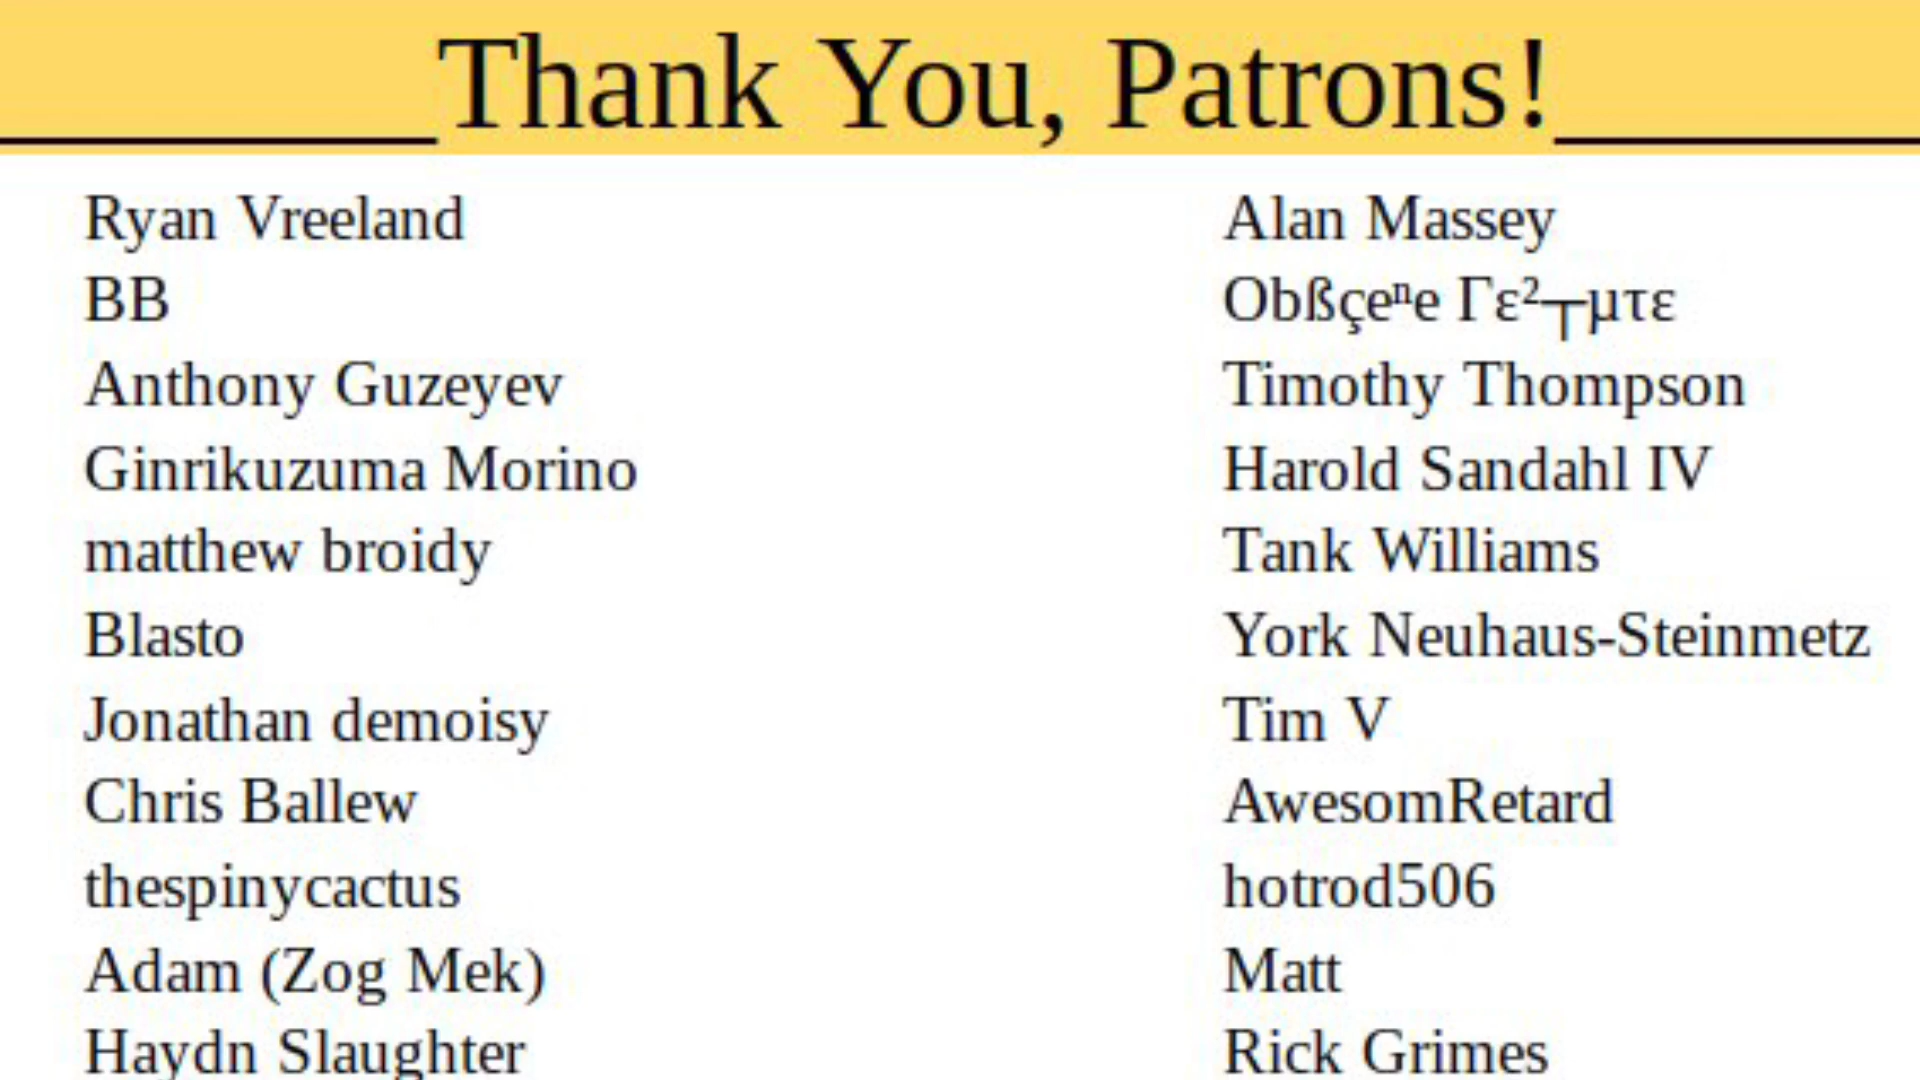 Thank You, Patrons!
Ryan Vreeland
BB
Anthony Guzeyev
Ginrikuzuma Morino
matthew broidy
Blasto
Jonathan demoisy
Chris Ballew
thespinycactus
Adam (Zog Mek)
Haydn Slaughter
Alan Massey
Obßçeⁿe Γε²┬µτε
Timothy Thompson
Harold Sandahl IV
Tank Williams
York Neuhaus-Steinmetz
Tim V
AwesomRetard
hotrod506
Matt
Rick Grimes